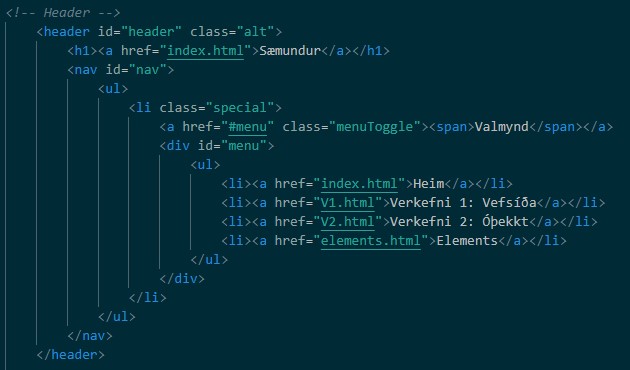 <!-- Header -->
<header id="header" class="alt">
<h1><a href="index.html">Sæmundur</a></h1>
<nav id="nav">
<ul>
<li class="special">
<a href="#menu" class="menuToggle"><span>Valmynd</span></a>
<div id="menu">
<ul>
<li><a href="index.html">Heim</a></li>
<li><a href="V1.html">Verkefni 1: Vefsíða</a></li>
<li><a href="V2.html">Verkefni 2: Óþekkt</a></li>
<li><a href="elements.html">Elements</a></li>
</ul>
</div>
</li>
</ul>
</nav>
</header>